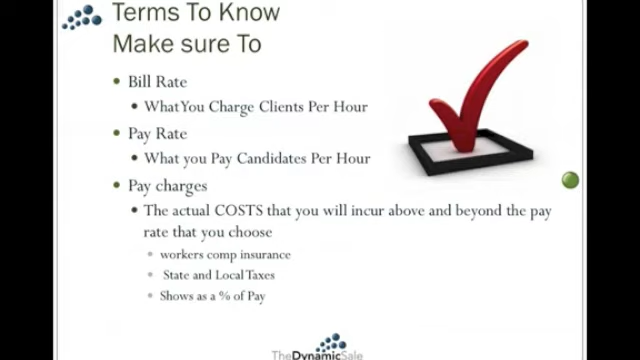 Terms To Know
Make sure To
Bill Rate
What You Charge Clients Per Hour
Pay Rate
What you Pay Candidates Per Hour
Pay charges
The actual COSTS that you will incur above and beyond the pay
rate that you choose
workers comp insurance
State and Local Taxes
Shows as a % of Pay
TheDynamicSale